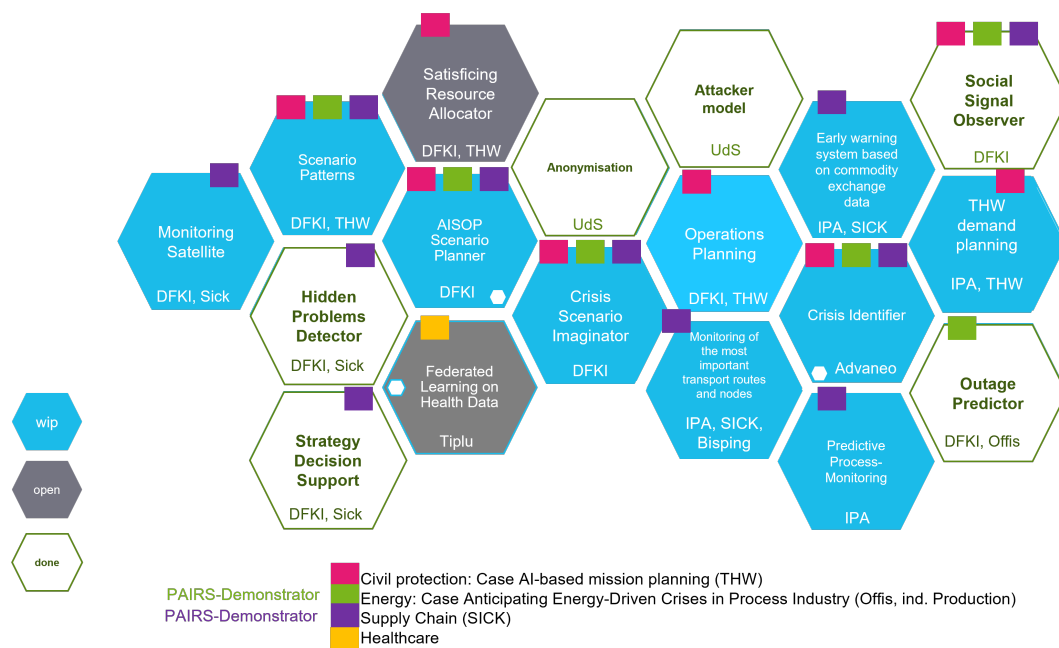 Satisficing
Resource
Allocator
DFKI, THW
Attacker
model
UdS
Social
Signal
Observer
DFKI
Scenario
Patterns
DFKI, THW
Anonymisation
UdS
Early warning
system based
on commodity
exchange
data
IPA, SICK
Monitoring
Satellite
DFKI, Sick
AISOP
Scenario
Planner
DFKI
Operations
Planning
DFKI, THW
THW
demand
planning
IPA, THW
Hidden
Problems
Detector
DFKI, Sick
Crisis
Scenario
Imaginator
DFKI
Crisis Identifier
Advaneo
Federated
Learning on
Health Data
Tiplu
Monitoring of
the most
important
transport routes
and nodes
IPA, SICK,
Bisping
Outage
Predictor
DFKI, Offis
Strategy
Decision
Support
DFKI, Sick
Predictive
Process-
Monitoring
IPA
wip
open
done
Civil protection: Case AI-based mission planning (THW)
PAIRS-Demonstrator Energy: Case Anticipating Energy-Driven Crises in Process Industry (Offis, ind. Production)
PAIRS-Demonstrator Supply Chain (SICK)
Healthcare